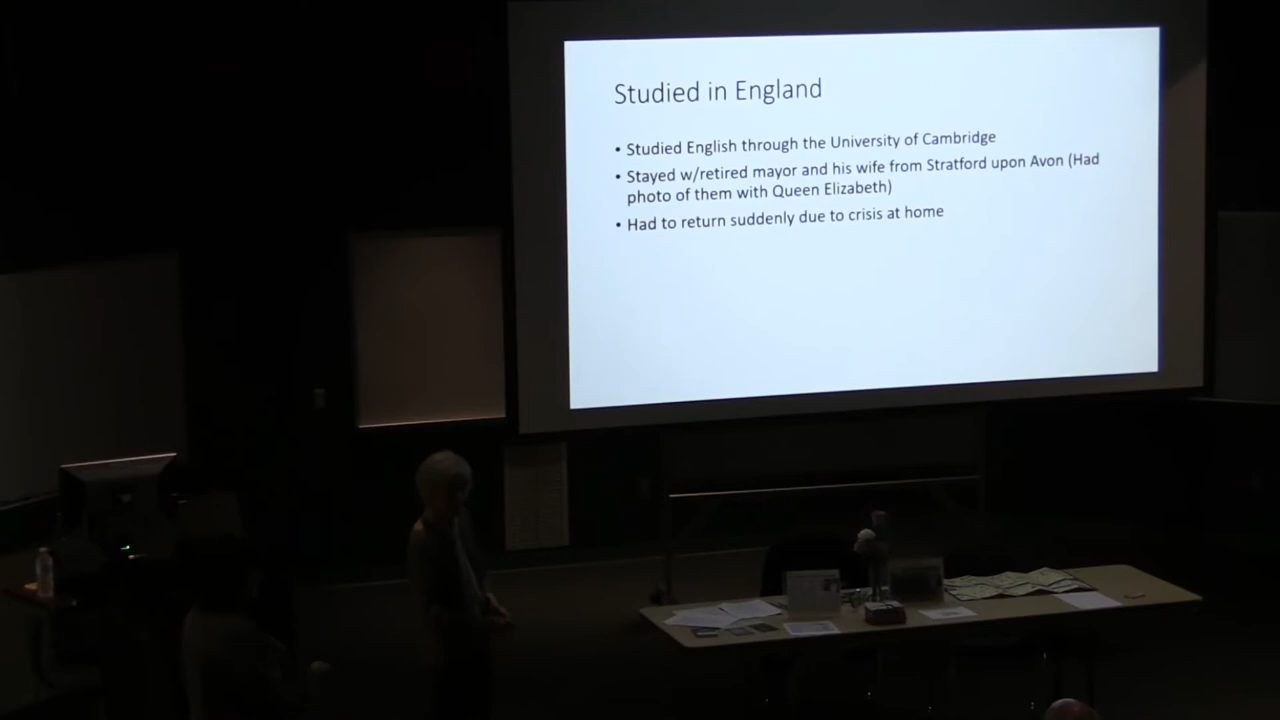 Studied in England
• Studied English through the University of Cambridge
• Stayed w/retired mayor and his wife from Stratford upon Avon (Had
photo of them with Queen Elizabeth)
• Had to return suddenly due to crisis at home